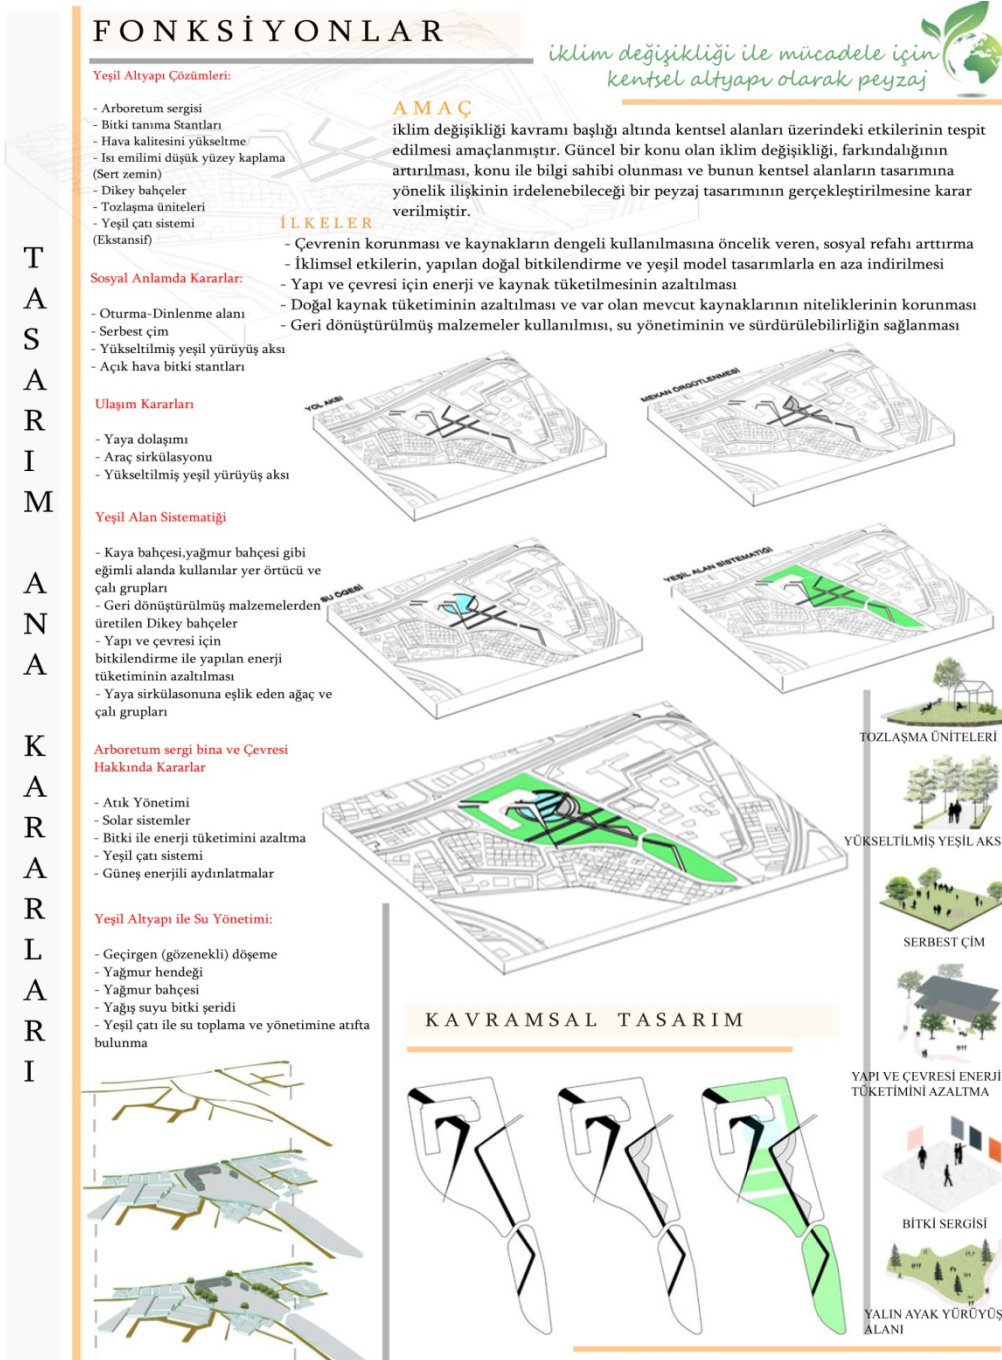 FONKSİYONLAR
iklim değişikliği ile mücadele için
kentsel altyapı olarak peyzaj
TASARIM ANA KARARLARI
Yeşil Altyapı Çözümleri:
- Arboretum sergisi
- Bitki tanıma Stantları
- Hava kalitesini yükseltme
- Isı emilimi düşük yüzey kaplama
(Sert zemin)
- Dikey bahçeler
- Tozlaşma üniteleri
- Yeşil çatı sistemi
(Ekstansif)
AMAÇ
iklim değişikliği kavramı başlığı altında kentsel alanları üzerindeki etkilerinin tespit
edilmesi amaçlanmıştır. Güncel bir konu olan iklim değişikliği, farkındalığının
artırılması, konu ile bilgi sahibi olunması ve bunun kentsel alanların tasarımına
yönelik ilişkinin irdelenebileceği bir peyzaj tasarımının gerçekleştirilmesine karar
verilmiştir.
İLKELER
- Çevrenin korunması ve kaynakların dengeli kullanılmasına öncelik veren, sosyal refahı arttırma
- İklimsel etkilerin, yapılan doğal bitkilendirme ve yeşil model tasarımlarla en aza indirilmesi
- Yapı ve çevresi için enerji ve kaynak tüketilmesinin azaltılması
- Doğal kaynak tüketiminin azaltılması ve var olan mevcut kaynaklarının niteliklerinin korunması
- Geri dönüştürülmüş malzemeler kullanılmısı, su yönetiminin ve sürdürülebilirliğin sağlanması
Sosyal Anlamda Kararlar:
- Oturma-Dinlenme alanı
- Serbest çim
- Yükseltilmiş yeşil yürüyüş aksı
- Açık hava bitki stantları
Ulaşım Kararları
- Yaya dolaşımı
- Araç sirkülasyonu
- Yükseltilmiş yeşil yürüyüş aksı
Yeşil Alan Sistematiği
- Kaya bahçesi,yağmur bahçesi gibi
eğimli alanda kullanılar yer örtücü ve
çalı grupları
- Geri dönüştürülmüş malzemelerden
üretilen Dikey bahçeler
- Yapı ve çevresi için
bitkilendirme ile yapılan enerji
tüketiminin azaltılması
- Yaya sirkülasonuna eşlik eden ağaç ve
çalı grupları
Arboretum sergi bina ve Çevresi
Hakkında Kararlar
- Atık Yönetimi
- Solar sistemler
- Bitki ile enerji tüketimini azaltma
- Yeşil çatı sistemi
- Güneş enerjili aydınlatmalar
Yeşil Altyapı ile Su Yönetimi:
- Geçirgen (gözenekli) döşeme
- Yağmur hendeği
- Yağmur bahçesi
- Yağış suyu bitki şeridi
- Yeşil çatı ile su toplama ve yönetimine atıfta
bulunma
YOL AKSI
MEKAN ÖRGÜTLENMESİ
SU ÖGESİ
YEŞİL ALAN SİSTEMATİĞİ
KAVRAMSAL TASARIM
TOZLAŞMA ÜNİTELERİ
YÜKSELTİLMİŞ YEŞİL AKS
SERBEST ÇİM
YAPI VE ÇEVRESİ ENERJİ
TÜKETİMİNİ AZALTMA
BİTKİ SERGİSİ
YALIN AYAK YÜRÜYÜŞ
ALANI